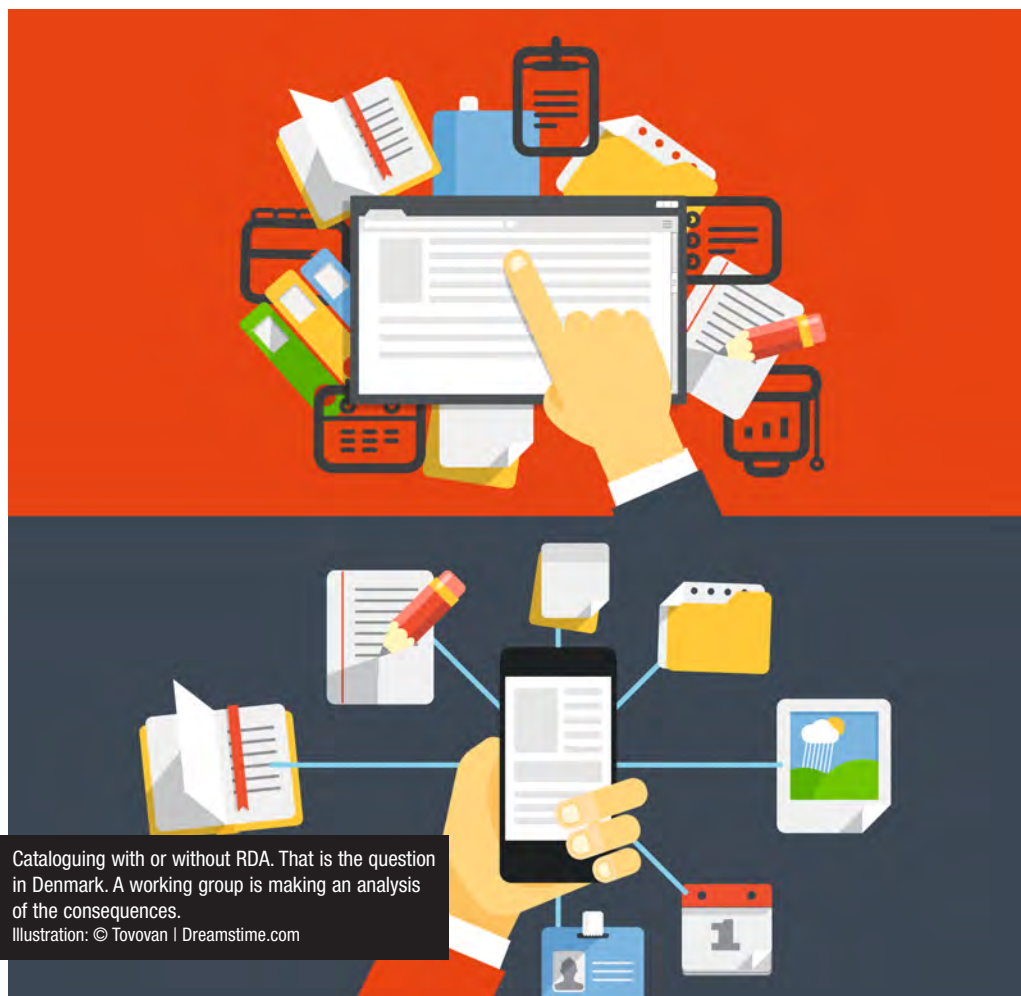 1
Cataloguing with or without RDA. That is the question
in Denmark. A working group is making an analysis
of the consequences.
Illustration: © Tovovan | Dreamstime.com